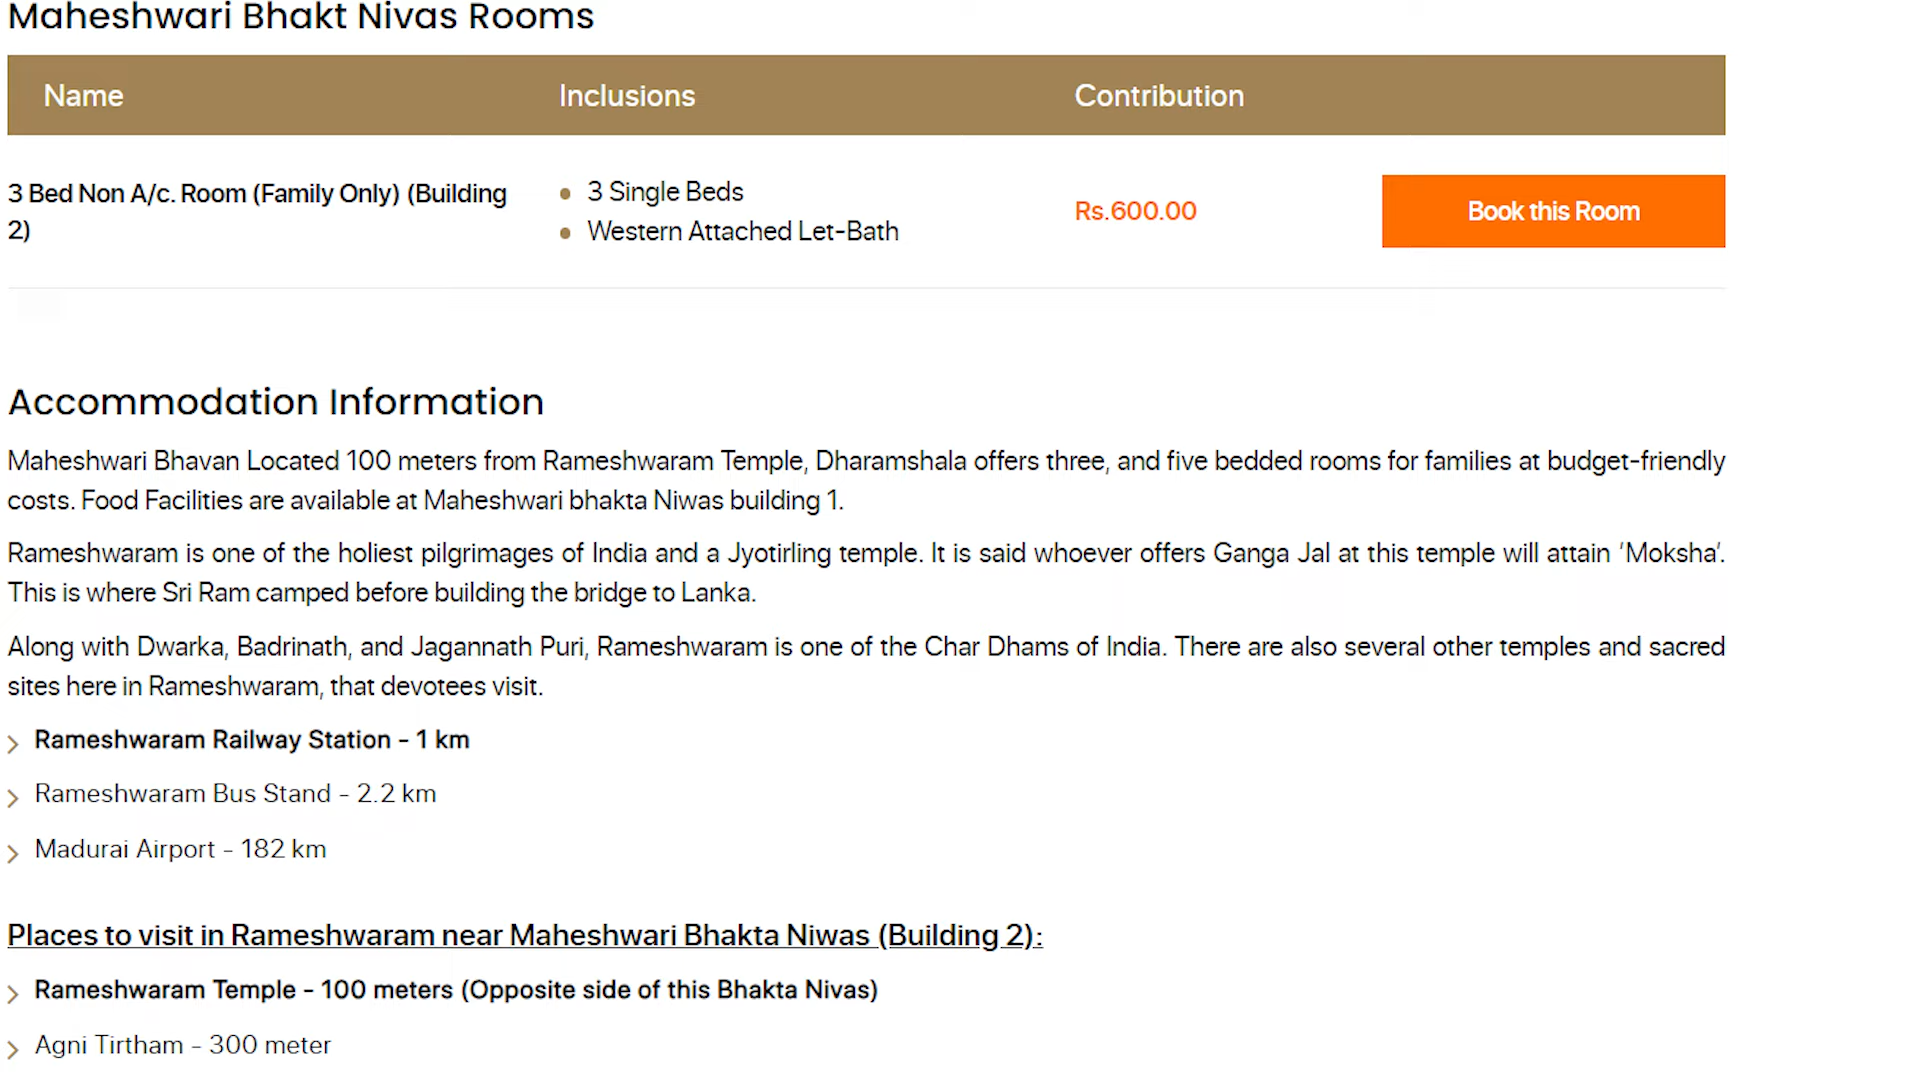 Maheshwari Bhakt Nivas Rooms
Name Inclusions Contribution
3 Bed Non A/c. Room (Family Only) (Building
2)
3 Single Beds
Western Attached Let-Bath
Rs.600.00
Book this Room
Accommodation Information
Maheshwari Bhavan Located 100 meters from Rameshwaram Temple, Dharamshala offers three, and five bedded rooms for families at budget-friendly
costs. Food Facilities are available at Maheshwari bhakta Niwas building 1.
Rameshwaram is one of the holiest pilgrimages of India and a Jyotirling temple. It is said whoever offers Ganga Jal at this temple will attain ‘Moksha’.
This is where Sri Ram camped before building the bridge to Lanka.
Along with Dwarka, Badrinath, and Jagannath Puri, Rameshwaram is one of the Char Dhams of India. There are also several other temples and sacred
sites here in Rameshwaram, that devotees visit.
Rameshwaram Railway Station – 1 km
Rameshwaram Bus Stand – 2.2 km
Madurai Airport – 182 km
Places to visit in Rameshwaram near Maheshwari Bhakta Niwas (Building 2):
Rameshwaram Temple – 100 meters (Opposite side of this Bhakta Nivas)
Agni Tirtham – 300 meter